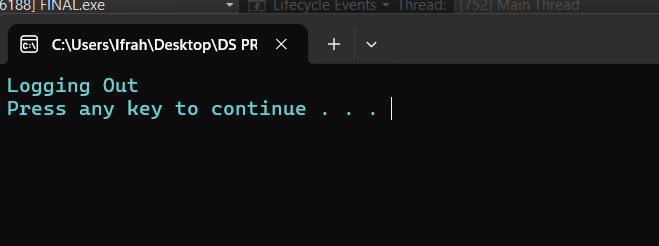 6188] FINAL.exe Lifecycle Events Thread: [752] Main Thread
C:\Users\Ifrah\Desktop\DS PR
Logging Out
Press any key to continue . . .